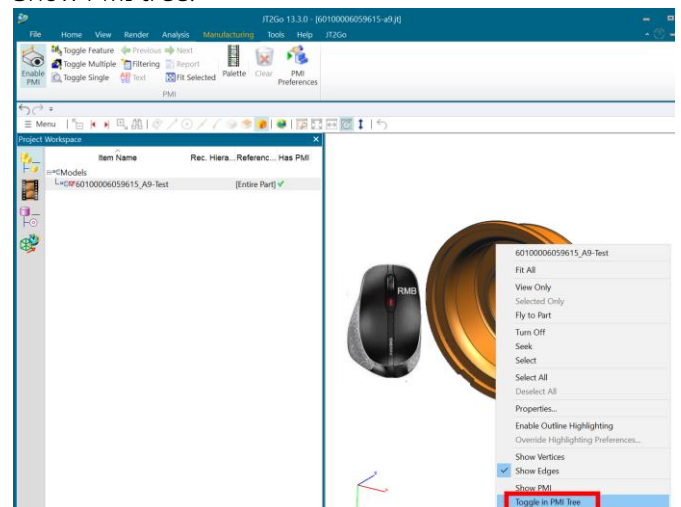 Show PMI tree.
JT2Go 13.3.0 - [60100006059615-a9.jt]
File Home View Render Analysis Manufacturing Tools Help JT2Go
Enable PMI
Toggle Feature Previous Next
Toggle Multiple Filtering Report
Toggle Single Text Fit Selected
Palette Clear PMI Preferences
PMI
Menu
Project Workspace
Item Name Rec. Hiera... Referenc... Has PMI
Models
60100006059615_A9-Test [Entire Part]
RMB
60100006059615_A9-Test
Fit All
View Only
Selected Only
Fly to Part
Turn Off
Seek
Select
Select All
Deselect All
Properties...
Enable Outline Highlighting
Override Highlighting Preferences...
Show Vertices
Show Edges
Show PMI
Toggle in PMI Tree